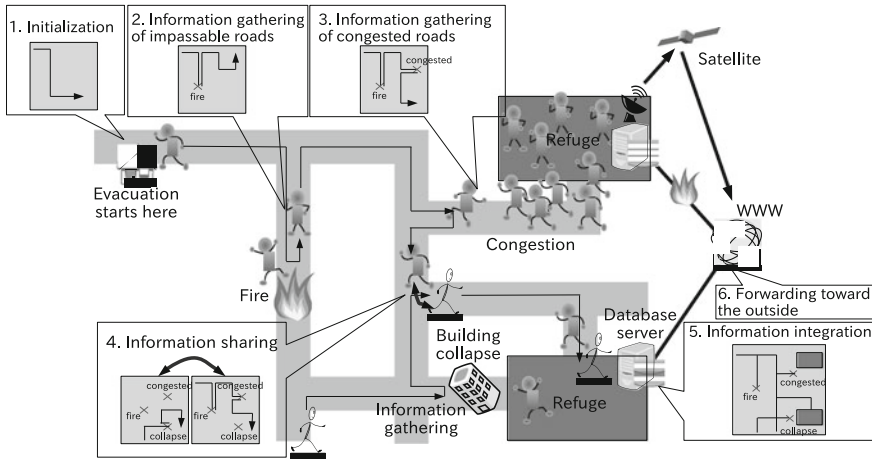 1. Initialization
2. Information gathering
of impassable roads
fire
3. Information gathering
of congested roads
congested
fire
Satellite
Refuge
WWW
Evacuation
starts here
Congestion
Fire
6. Forwarding toward
the outside
Database
server
5. Information integration
congested
fire
collapse
4. Information sharing
congested
fire
collapse
congested
fire
collapse
Building
collapse
Information
gathering
Refuge